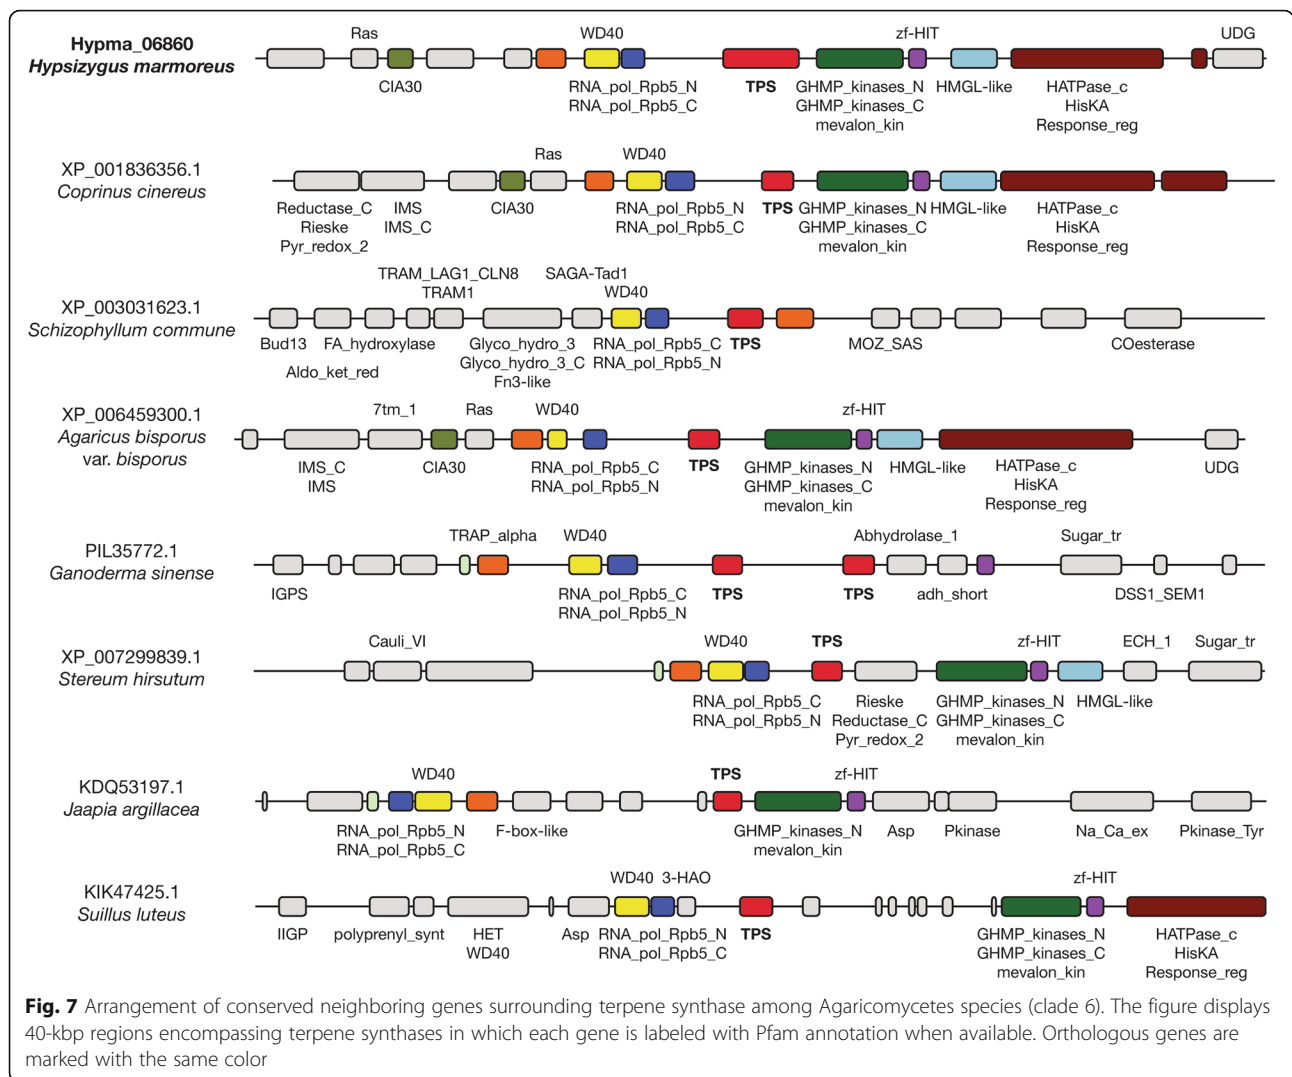 Ras WD40 zf-HIT UDG
Hypma_06860
Hypsizygus marmoreus
CIA30 RNA_pol_Rpb5_N TPS GHMP_kinases_N HMGL-like HATPase_c
RNA_pol_Rpb5_C GHMP_kinases_C HisKA
mevalon_kin Response_reg
Ras WD40
XP_001836356.1
Coprinus cinereus
Reductase_C IMS CIA30 RNA_pol_Rpb5_N TPS GHMP_kinases_N HMGL-like HATPase_c
Rieske IMS_C RNA_pol_Rpb5_C GHMP_kinases_C HisKA
Pyr_redox_2 mevalon_kin Response_reg
TRAM_LAG1_CLN8 SAGA-Tad1
TRAM1 WD40
XP_003031623.1
Schizophyllum commune
Bud13 FA_hydroxylase Glyco_hydro_3 RNA_pol_Rpb5_C TPS MOZ_SAS COesterase
Aldo_ket_red Glyco_hydro_3_C RNA_pol_Rpb5_N
Fn3-like
7tm_1 Ras WD40 zf-HIT
XP_006459300.1
Agaricus bisporus
var. bisporus
IMS_C CIA30 RNA_pol_Rpb5_C TPS GHMP_kinases_N HMGL-like HATPase_c UDG
IMS RNA_pol_Rpb5_N GHMP_kinases_C HisKA
mevalon_kin Response_reg
TRAP_alpha WD40 Abhydrolase_1 Sugar_tr
PIL35772.1
Ganoderma sinense
IGPS RNA_pol_Rpb5_C TPS TPS adh_short DSS1_SEM1
RNA_pol_Rpb5_N
Cauli_VI WD40 TPS zf-HIT ECH_1 Sugar_tr
XP_007299839.1
Stereum hirsutum
RNA_pol_Rpb5_C Rieske GHMP_kinases_N HMGL-like
RNA_pol_Rpb5_N Reductase_C GHMP_kinases_C
Pyr_redox_2 mevalon_kin
WD40 TPS zf-HIT
KDQ53197.1
Jaapia argillacea
RNA_pol_Rpb5_N F-box-like GHMP_kinases_N Asp Pkinase Na_Ca_ex Pkinase_Tyr
RNA_pol_Rpb5_C mevalon_kin
WD40 3-HAO zf-HIT
KIK47425.1
Suillus luteus
IIGP polyprenyl_synt HET Asp RNA_pol_Rpb5_N TPS GHMP_kinases_N HATPase_c
WD40 RNA_pol_Rpb5_C GHMP_kinases_C HisKA
mevalon_kin Response_reg
Fig. 7 Arrangement of conserved neighboring genes surrounding terpene synthase among Agaricomycetes species (clade 6). The figure displays
40-kbp regions encompassing terpene synthases in which each gene is labeled with Pfam annotation when available. Orthologous genes are
marked with the same color